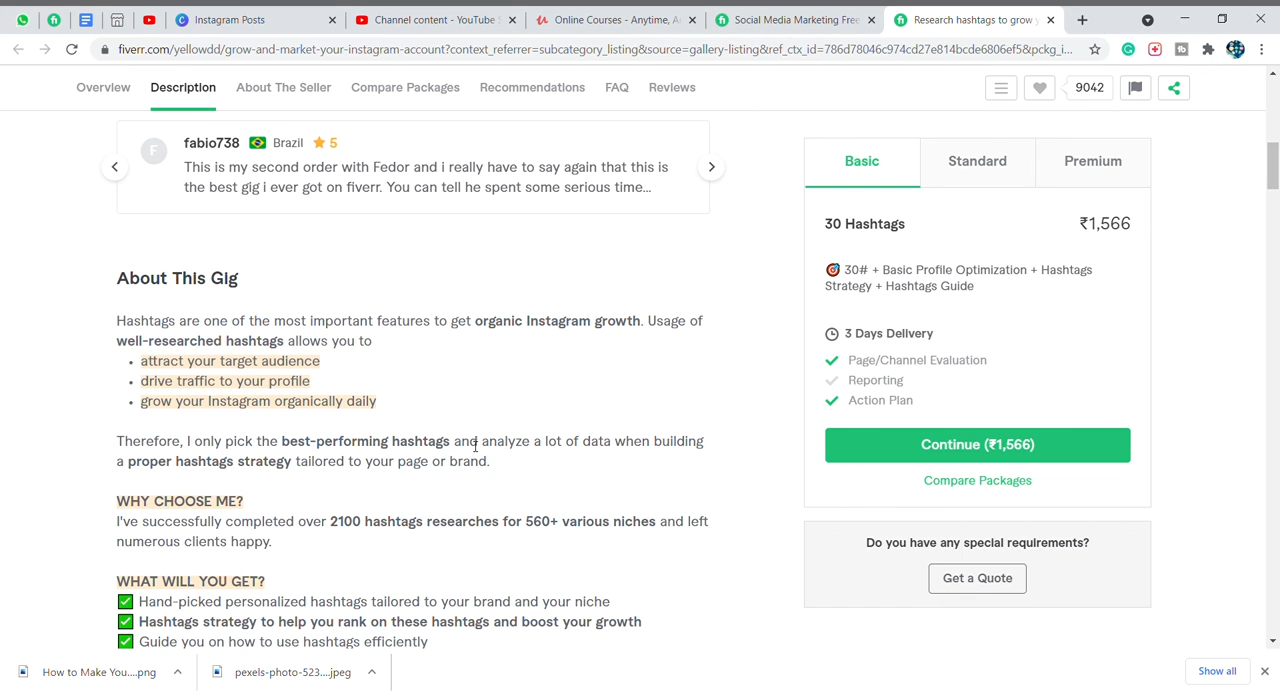 Instagram Posts
Channel content - YouTube S
Online Courses - Anytime, A
Social Media Marketing Free
Research hashtags to grow y
fiverr.com/yellowdd/grow-and-market-your-instagram-account?context_referrer=subcategory_listing&source=gallery-listing&ref_ctx_id=786d78046c974cd27e814bcde6806ef5&pckg_i...
Overview
Description
About The Seller
Compare Packages
Recommendations
FAQ
Reviews
9042
F
fabio738 Brazil 5
This is my second order with Fedor and i really have to say again that this is
the best gig i ever got on fiverr. You can tell he spent some serious time...
About This Gig
Hashtags are one of the most important features to get organic Instagram growth. Usage of
well-researched hashtags allows you to
• attract your target audience
• drive traffic to your profile
• grow your Instagram organically daily
Therefore, I only pick the best-performing hashtags and analyze a lot of data when building
a proper hashtags strategy tailored to your page or brand.
WHY CHOOSE ME?
I've successfully completed over 2100 hashtags researches for 560+ various niches and left
numerous clients happy.
WHAT WILL YOU GET?
✅ Hand-picked personalized hashtags tailored to your brand and your niche
✅ Hashtags strategy to help you rank on these hashtags and boost your growth
✅ Guide you on how to use hashtags efficiently
Basic
Standard
Premium
30 Hashtags ₹1,566
🎯 30# + Basic Profile Optimization + Hashtags
Strategy + Hashtags Guide
3 Days Delivery
Page/Channel Evaluation
Reporting
Action Plan
Continue (₹1,566)
Compare Packages
Do you have any special requirements?
Get a Quote
How to Make You....png
pexels-photo-523....jpeg
Show all